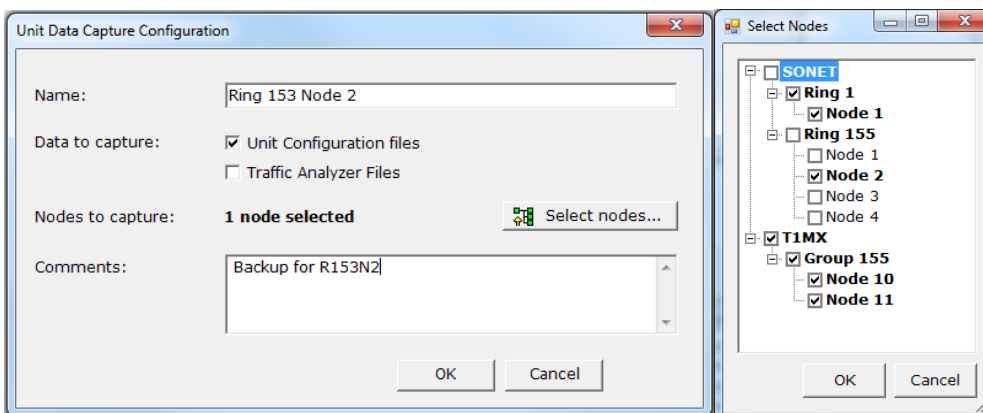 Unit Data Capture Configuration
Name:
Ring 153 Node 2
Data to capture:
Unit Configuration files
Traffic Analyzer Files
Nodes to capture:
1 node selected
Select nodes...
Comments:
Backup for R153N2
OK
Cancel
Select Nodes
SONET
Ring 1
Node 1
Ring 155
Node 1
Node 2
Node 3
Node 4
T1MX
Group 155
Node 10
Node 11
OK
Cancel